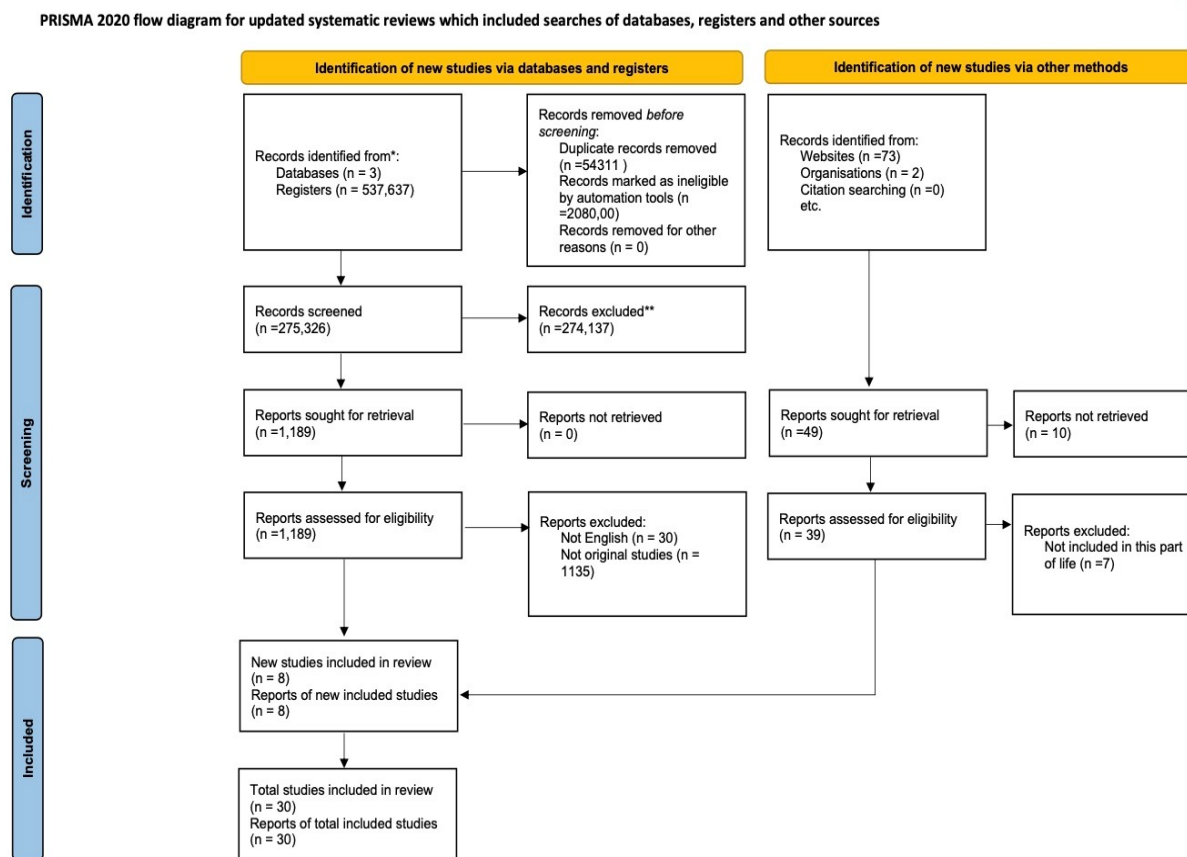 PRISMA 2020 flow diagram for updated systematic reviews which included searches of databases, registers and other sources
Identification of new studies via databases and registers
Identification of new studies via other methods
Identification
Records identified from*:
Databases (n = 3)
Registers (n = 537,637)
Records removed before
screening:
Duplicate records removed
(n =54311 )
Records marked as ineligible
by automation tools (n
=2080,00)
Records removed for other
reasons (n = 0)
Records identified from:
Websites (n =73)
Organisations (n = 2)
Citation searching (n =0)
etc.
Screening
Records screened
(n =275,326)
Records excluded**
(n =274,137)
Reports sought for retrieval
(n =1,189)
Reports not retrieved
(n = 0)
Reports sought for retrieval
(n =49)
Reports not retrieved
(n = 10)
Reports assessed for eligibility
(n =1,189)
Reports excluded:
Not English (n = 30)
Not original studies (n =
1135)
Reports assessed for eligibility
(n = 39)
Reports excluded:
Not included in this part
of life (n =7)
Included
New studies included in review
(n = 8)
Reports of new included studies
(n = 8)
Total studies included in review
(n = 30)
Reports of total included studies
(n = 30)